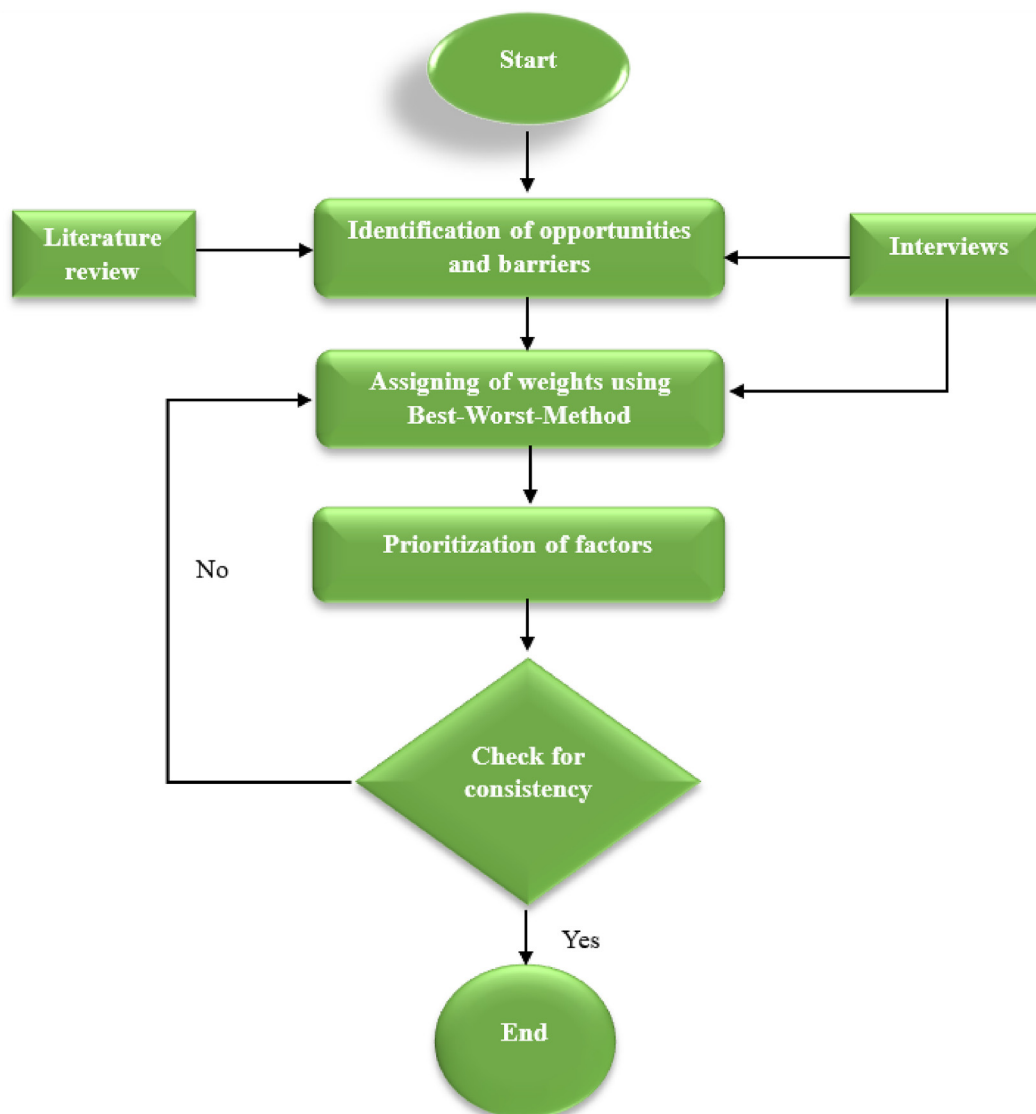 Start
Literature
review
Identification of opportunities
and barriers
Interviews
Assigning of weights using
Best-Worst-Method
Prioritization of factors
No
Check for
consistency
Yes
End